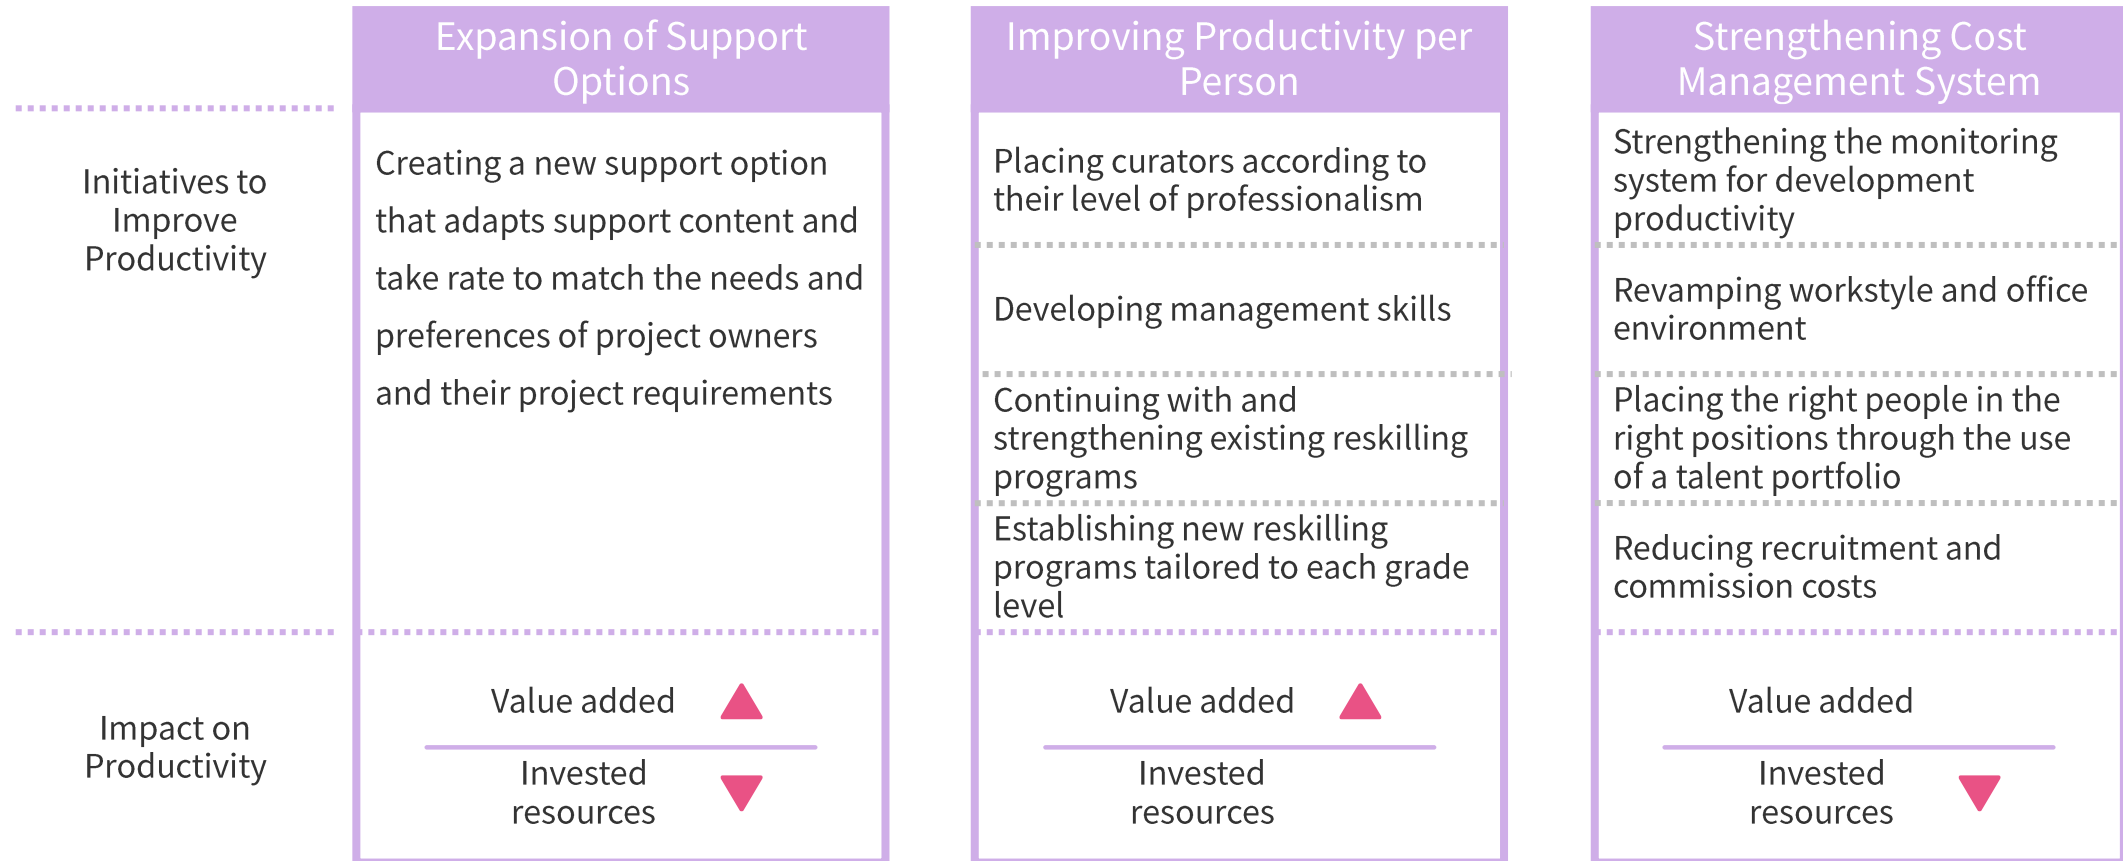 Expansion of Support
Options
Improving Productivity per
Person
Strengthening Cost
Management System
Initiatives to
Improve
Productivity
Creating a new support option
that adapts support content and
take rate to match the needs and
preferences of project owners
and their project requirements
Placing curators according to
their level of professionalism
Developing management skills
Continuing with and
strengthening existing reskilling
programs
Establishing new reskilling
programs tailored to each grade
level
Strengthening the monitoring
system for development
productivity
Revamping workstyle and office
environment
Placing the right people in the
right positions through the use
of a talent portfolio
Reducing recruitment and
commission costs
Impact on
Productivity
Value added
Invested
resources
Value added
Invested
resources
Value added
Invested
resources